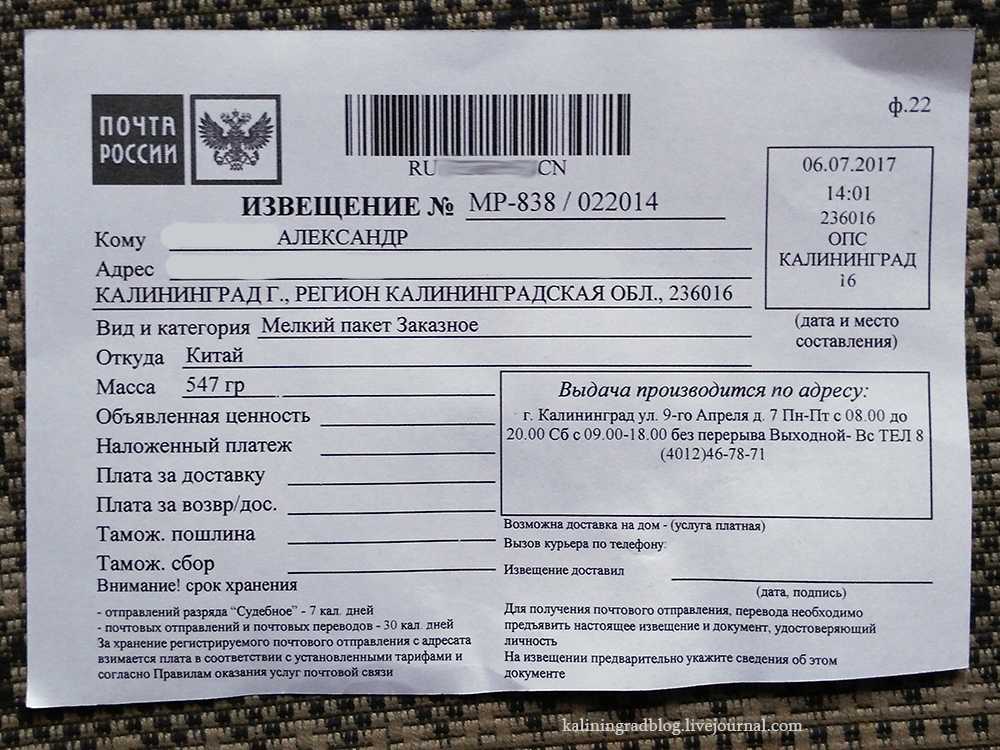 ПОЧТА
РОССИИ
ф.22
RU CN
ИЗВЕЩЕНИЕ № МР-838 / 022014
06.07.2017
14:01
236016
ОПС
КАЛИНИНГРАД
16
(дата и место
составления)
Кому АЛЕКСАНДР
Адрес
КАЛИНИНГРАД Г., РЕГИОН КАЛИНИНГРАДСКАЯ ОБЛ., 236016
Вид и категория Мелкий пакет Заказное
Откуда Китай
Масса 547 гр
Объявленная ценность
Наложенный платеж
Плата за доставку
Плата за возвр/дос.
Тамож. пошлина
Тамож. сбор
Внимание! срок хранения
- отправлений разряда “Судебное” - 7 кал. дней
- почтовых отправлений и почтовых переводов - 30 кал. дней
За хранение регистрируемого почтового отправления с адресата
взимается плата в соответствии с установленными тарифами и
согласно Правилам оказания услуг почтовой связи
Выдача производится по адресу:
г. Калининград ул. 9-го Апреля д. 7 Пн-Пт с 08.00 до
20.00 Сб с 09.00-18.00 без перерыва Выходной- Вс ТЕЛ 8
(4012)46-78-71
Возможна доставка на дом - (услуга платная)
Вызов курьера по телефону:
Извещение доставил
(дата, подпись)
Для получения почтового отправления, перевода необходимо
предъявить настоящее извещение и документ, удостоверяющий
личность
На извещении предварительно укажите сведения об этом
документе
kaliningradblog.livejournal.com